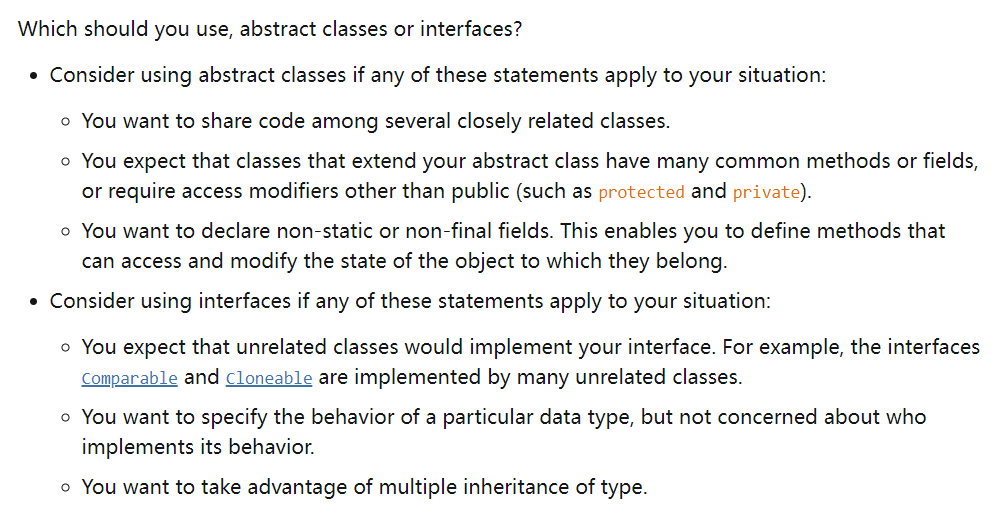 Which should you use, abstract classes or interfaces?
• Consider using abstract classes if any of these statements apply to your situation:
◦ You want to share code among several closely related classes.
◦ You expect that classes that extend your abstract class have many common methods or fields,
or require access modifiers other than public (such as protected and private).
◦ You want to declare non-static or non-final fields. This enables you to define methods that
can access and modify the state of the object to which they belong.
• Consider using interfaces if any of these statements apply to your situation:
◦ You expect that unrelated classes would implement your interface. For example, the interfaces
Comparable and Cloneable are implemented by many unrelated classes.
◦ You want to specify the behavior of a particular data type, but not concerned about who
implements its behavior.
◦ You want to take advantage of multiple inheritance of type.